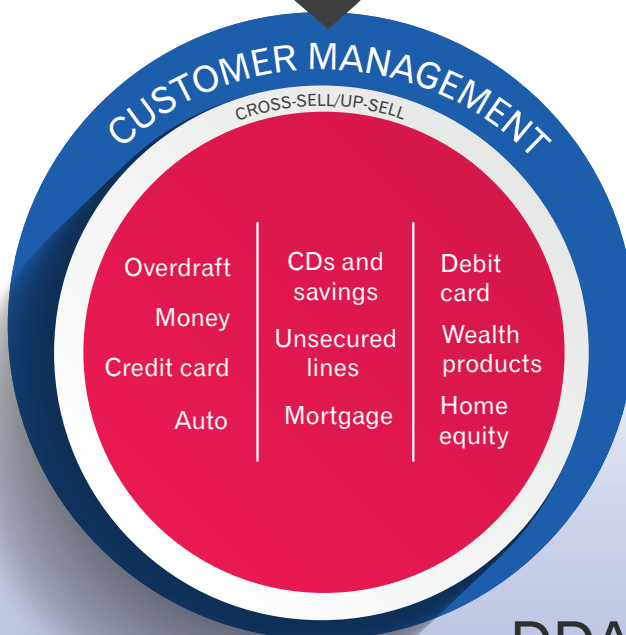 CUSTOMER MANAGEMENT
CROSS-SELL/UP-SELL
Overdraft
Money
Credit card
Auto
CDs and
savings
Unsecured
lines
Mortgage
Debit
card
Wealth
products
Home
equity
DDA